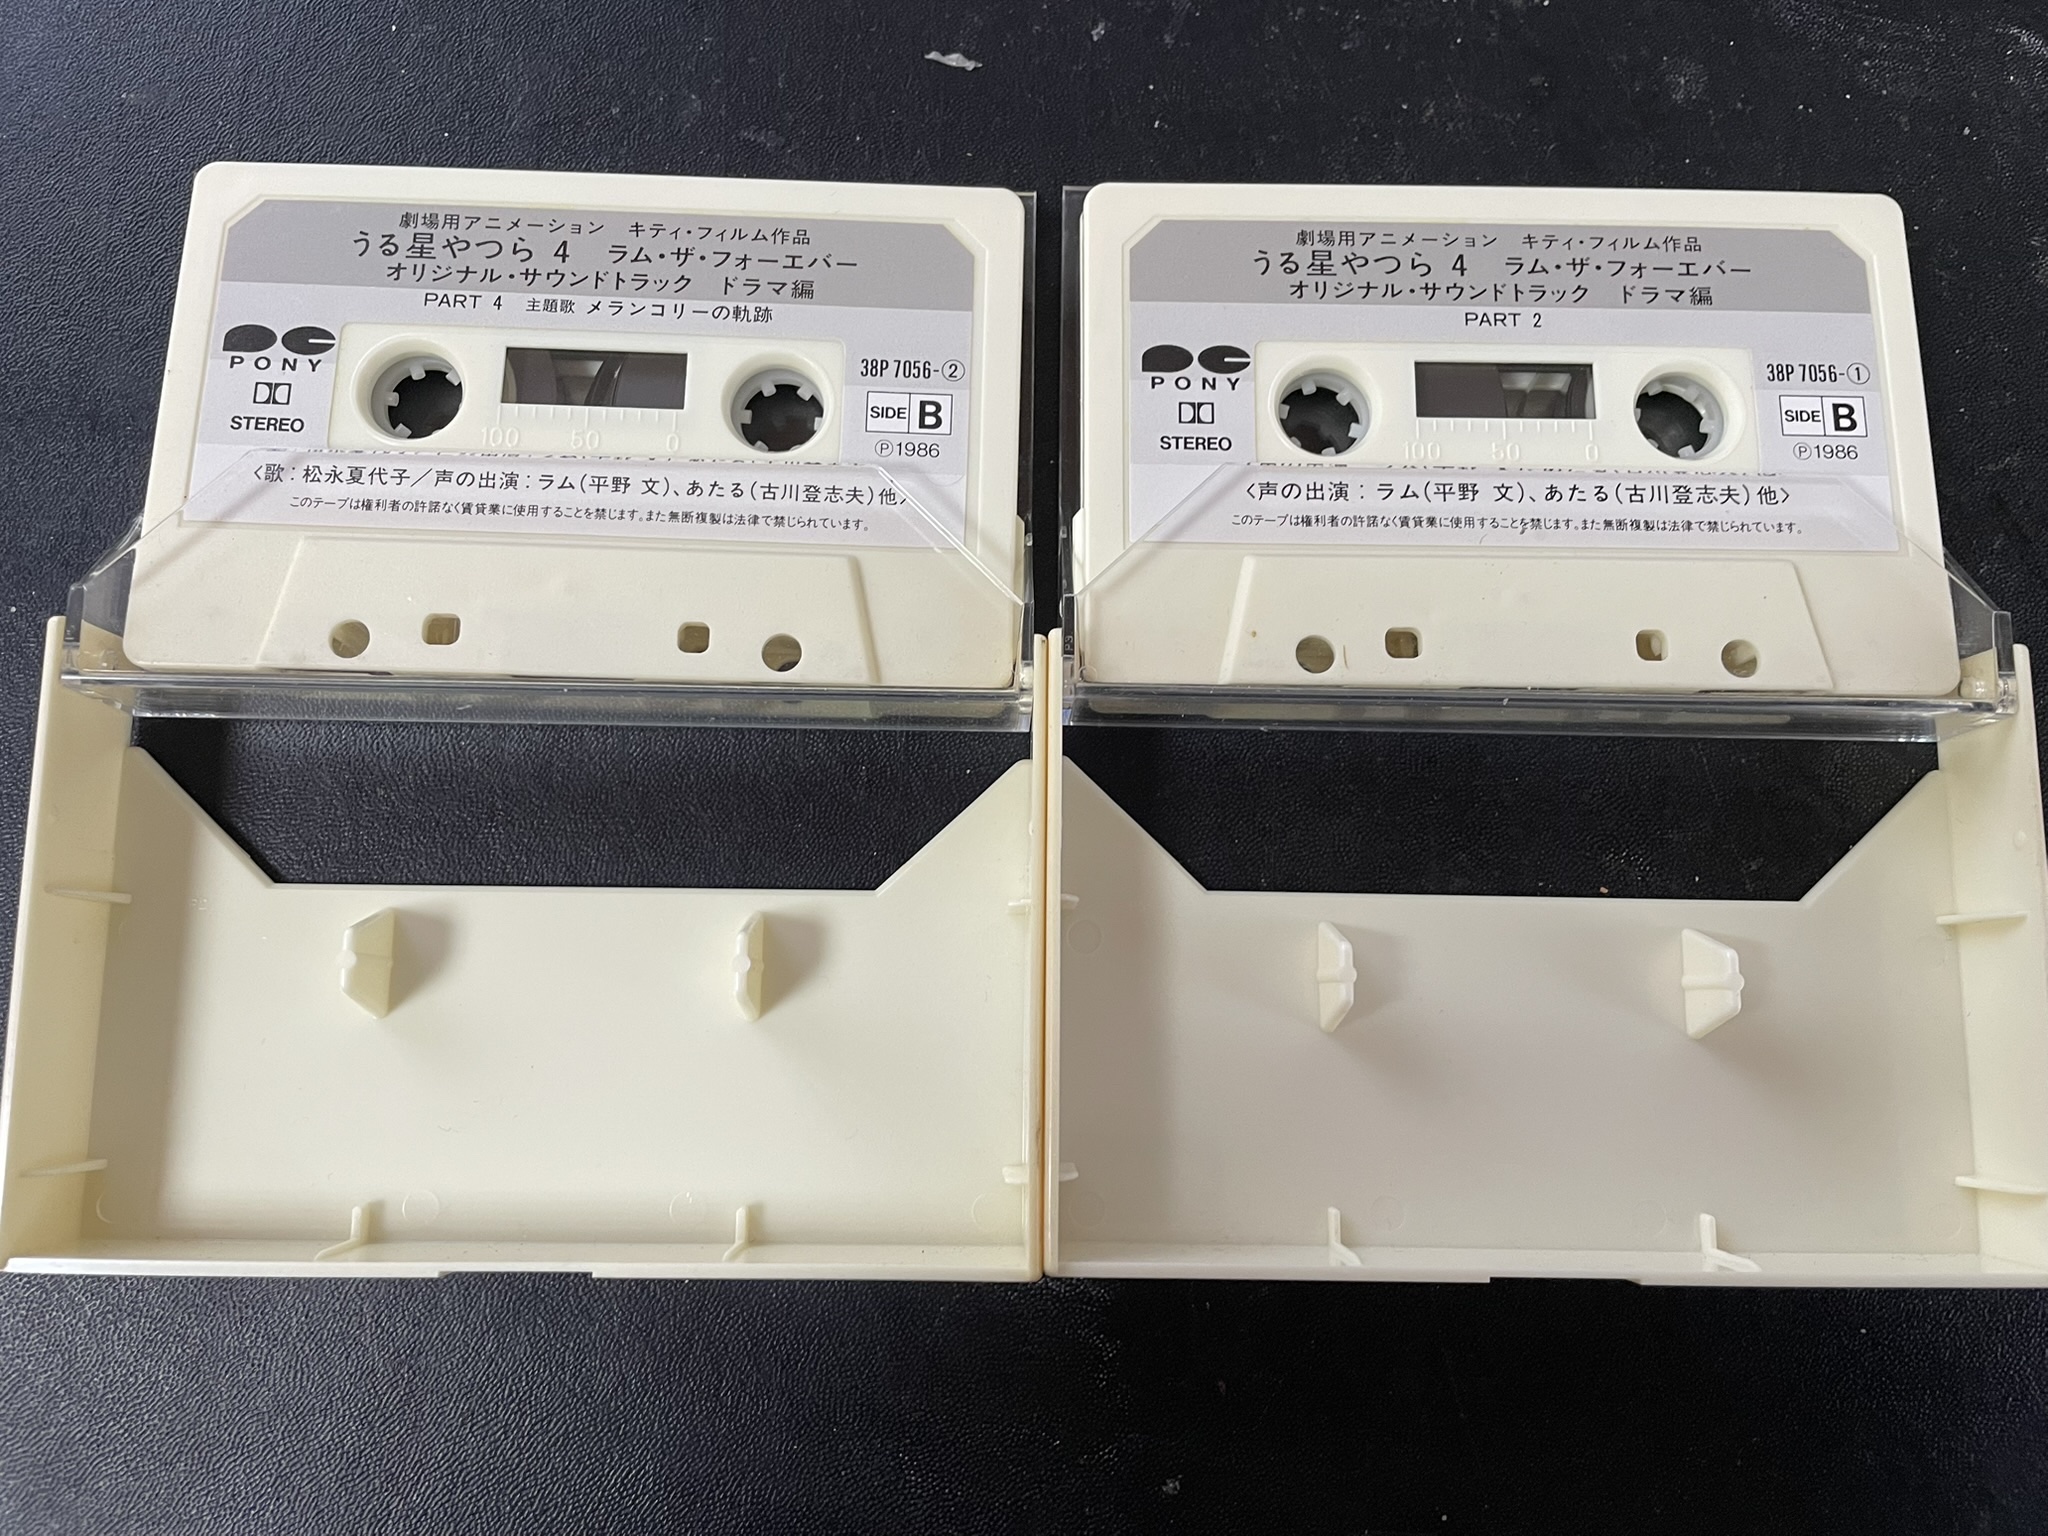 劇場用アニメーション キティ・フィルム作品
うる星やつら 4 ラム・ザ・フォーエバー
オリジナル・サウンドトラック ドラマ編
PART 4 主題歌 メランコリーの軌跡
PONY
STEREO
38P 7056-②
SIDE B
Ⓟ1986
100 50 0
〈歌：松永夏代子／声の出演：ラム(平野 文)、あたる(古川登志夫)他〉
このテープは権利者の許諾なく賃貸業に使用することを禁じます。また無断複製は法律で禁じられています。
劇場用アニメーション キティ・フィルム作品
うる星やつら 4 ラム・ザ・フォーエバー
オリジナル・サウンドトラック ドラマ編
PART 2
PONY
STEREO
38P 7056-①
SIDE B
Ⓟ1986
100 50 0
〈声の出演：ラム(平野 文)、あたる(古川登志夫)他〉
このテープは権利者の許諾なく賃貸業に使用することを禁じます。また無断複製は法律で禁じられています。